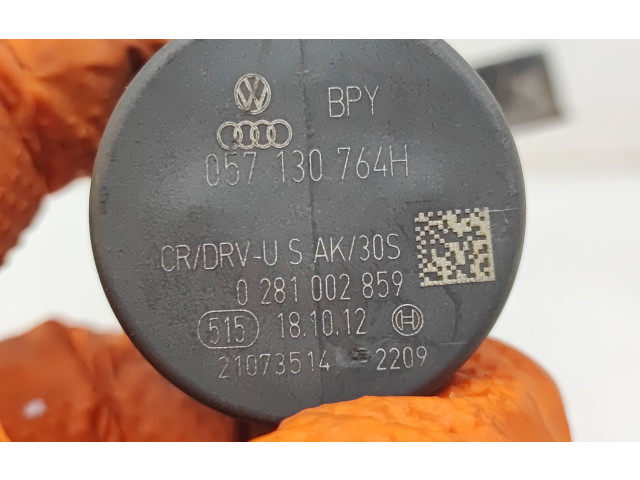 BPY
057 130 764H
CR/DRV-U S AK/30S
0 281 002 859
515 18.10.12
21073514 2209